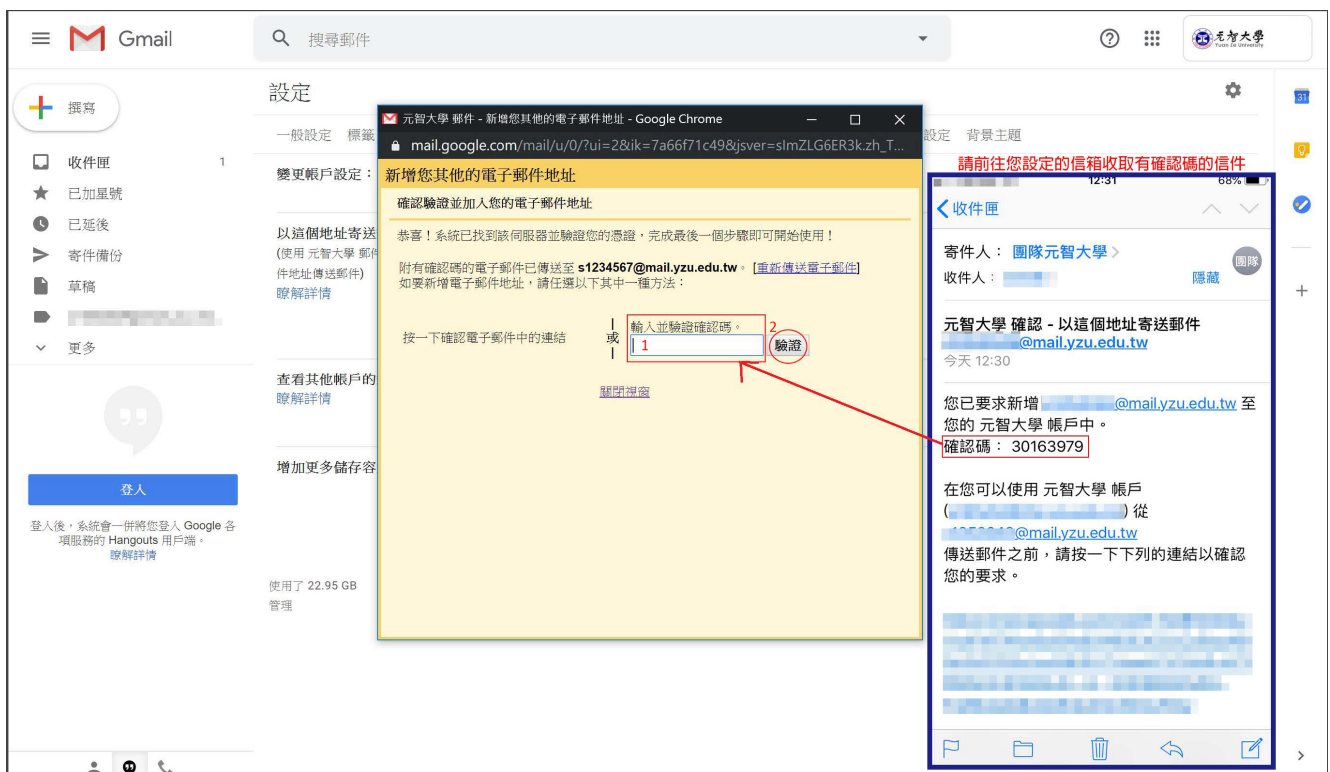 Gmail
搜尋郵件
元智大學
Yuan Ze University
撰寫
收件匣 1
已加星號
已延後
寄件備份
草稿
更多
登入
登入後，系統會一併將您登入 Google 各
項服務的 Hangouts 用戶端。
瞭解詳情
設定
31
一般設定 標籤
設定 背景主題
變更帳戶設定：
以這個地址寄送
(使用 元智大學 郵件
件地址傳送郵件)
瞭解詳情
查看其他帳戶的
瞭解詳情
增加更多儲存容
使用了 22.95 GB
管理
元智大學 郵件 - 新增您其他的電子郵件地址 - Google Chrome
mail.google.com/mail/u/0/?ui=2&ik=7a66f71c49&jsver=slmZLG6ER3k.zh_T...
新增您其他的電子郵件地址
確認驗證並加入您的電子郵件地址
恭喜！系統已找到該伺服器並驗證您的憑證，完成最後一個步驟即可開始使用！
附有確認碼的電子郵件已傳送至 s1234567@mail.yzu.edu.tw。[重新傳送電子郵件]
如要新增電子郵件地址，請任選以下其中一種方法：
按一下確認電子郵件中的連結
或
輸入並驗證確認碼。
1
2
驗證
關閉視窗
請前往您設定的信箱收取有確認碼的信件
12:31 68%
收件匣
寄件人： 團隊元智大學
團隊
收件人： 隱藏
元智大學 確認 - 以這個地址寄送郵件
@mail.yzu.edu.tw
今天 12:30
您已要求新增 @mail.yzu.edu.tw 至
您的 元智大學 帳戶中。
確認碼： 30163979
在您可以使用 元智大學 帳戶
( ) 從
@mail.yzu.edu.tw
傳送郵件之前，請按一下下列的連結以確認
您的要求。